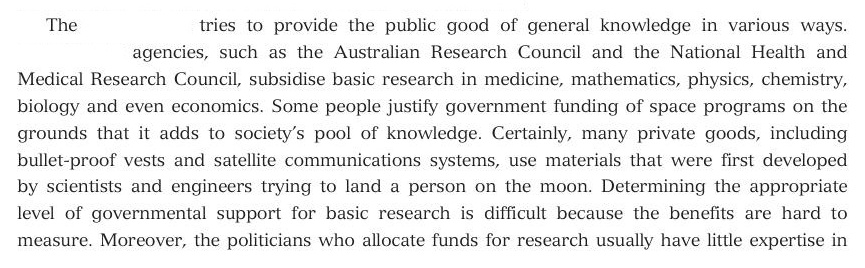 The tries to provide the public good of general knowledge in various ways.
agencies, such as the Australian Research Council and the National Health and
Medical Research Council, subsidise basic research in medicine, mathematics, physics, chemistry,
biology and even economics. Some people justify government funding of space programs on the
grounds that it adds to society’s pool of knowledge. Certainly, many private goods, including
bullet-proof vests and satellite communications systems, use materials that were first developed
by scientists and engineers trying to land a person on the moon. Determining the appropriate
level of governmental support for basic research is difficult because the benefits are hard to
measure. Moreover, the politicians who allocate funds for research usually have little expertise in